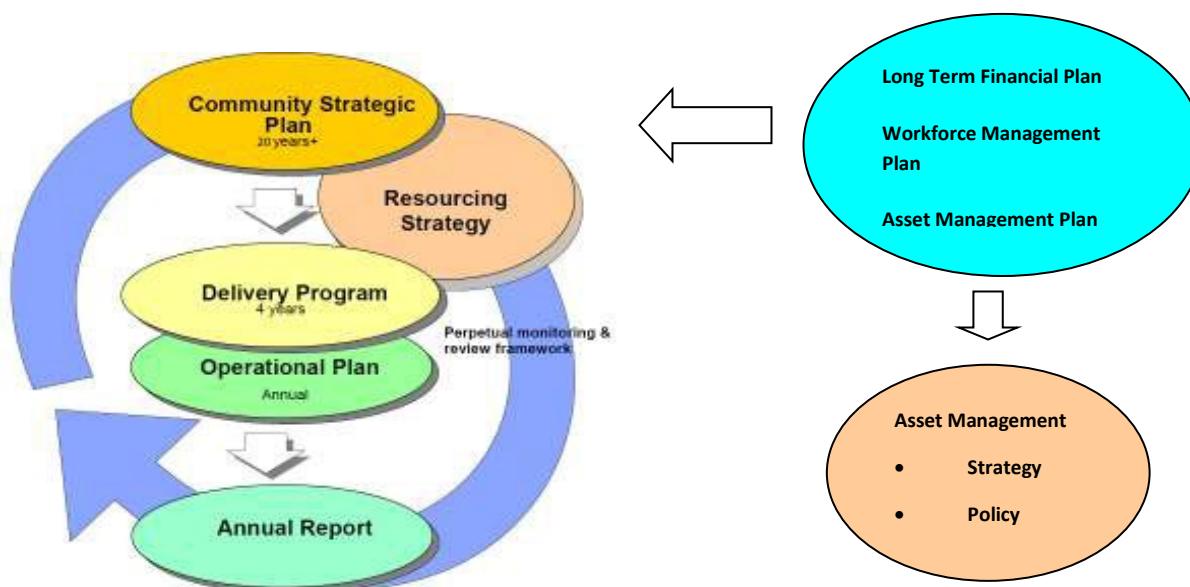 Community Strategic
Plan
20 years+
Resourcing
Strategy
Delivery Program
4 years
Perpetual monitoring &
review framework
Operational Plan
Annual
Annual Report
Long Term Financial Plan
Workforce Management
Plan
Asset Management Plan
Asset Management
• Strategy
• Policy